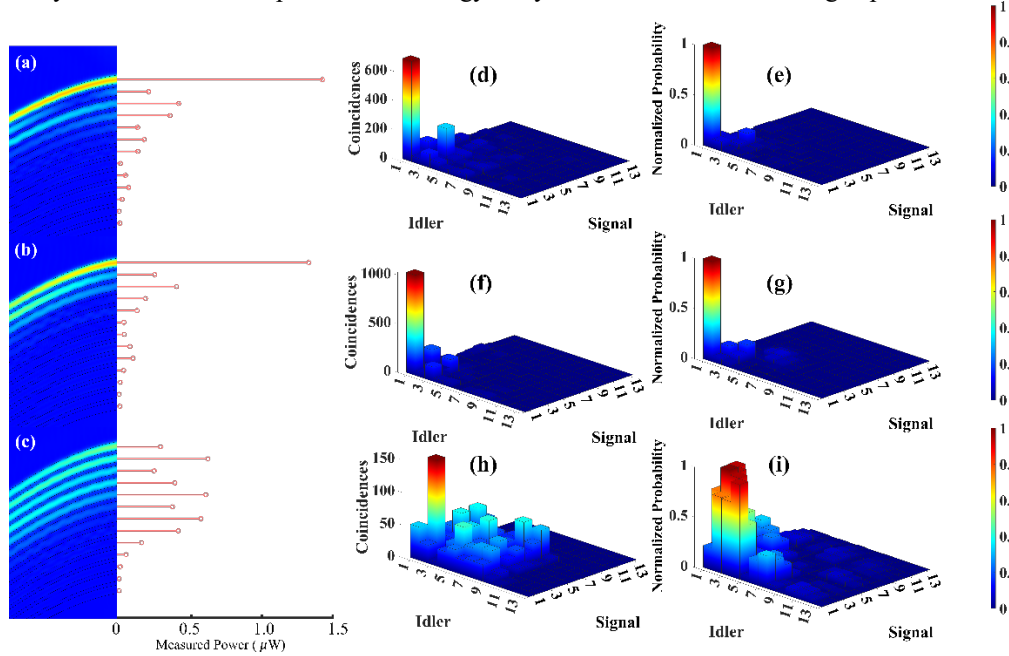 (a)
(b)
(c)
0 1.0 1.5
Measured Power ( μW)
(d)
Coincidences
600
400
200
0
1 3 5 7 9 11 13
Idler
1 3 5 7 9 11 13
Signal
(e)
Normalized Probability
1
0.5
0
1 3 5 7 9 11 13
Idler
1 3 5 7 9 11 13
Signal
1
0
(f)
Coincidences
1000
500
0
1 3 5 7 9 11 13
Idler
1 3 5 7 9 11 13
Signal
(g)
Normalized Probability
1
0.5
0
1 3 5 7 9 11 13
Idler
1 3 5 7 9 11 13
Signal
1
0
(h)
Coincidences
150
100
50
0
1 3 5 7 9 11 13
Idler
1 3 5 7 9 11 13
Signal
(i)
Normalized Probability
1
0.5
0
1 3 5 7 9 11 13
Idler
1 3 5 7 9 11 13
Signal
1
0